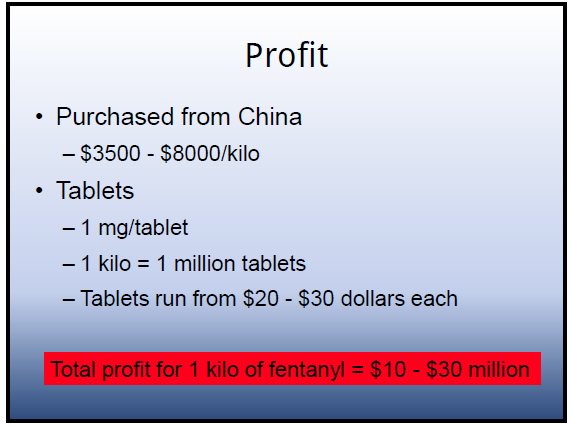 Profit
• Purchased from China
– $3500 - $8000/kilo
• Tablets
– 1 mg/tablet
– 1 kilo = 1 million tablets
– Tablets run from $20 - $30 dollars each
Total profit for 1 kilo of fentanyl = $10 - $30 million